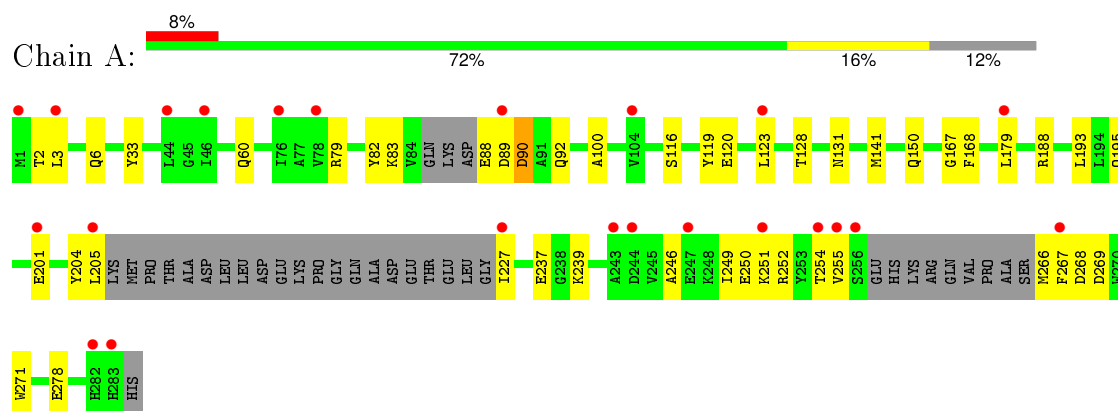 8%
Chain A:
72% 16% 12%
M1 T2 L3 Q6 Y33 L44 G45 I46 Q60 I76 A77 V78 R79 Y82 K83 V84 GLN LYS ASP E88 D89 D90 A91 Q92 A100 V104 S116 Y119 E120 L123 T128 N131 M141 Q150 G167 F168 L179 R188 L193 L194 Q195
E201 Y204 L205 LYS MET PRO THR ALA ASP LEU LEU ASP GLU LYS PRO GLY GLN ALA ASP GLU THR GLU LEU GLY I227 E237 G238 K239 A243 D244 V245 A246 E247 K248 I249 E250 K251 R252 Y253 T254 V255 S256 GLU HIS LYS ARG GLN VAL PRO ALA SER M266 F267 D268 D269 W270
W271 E278 H282 H283 HIS